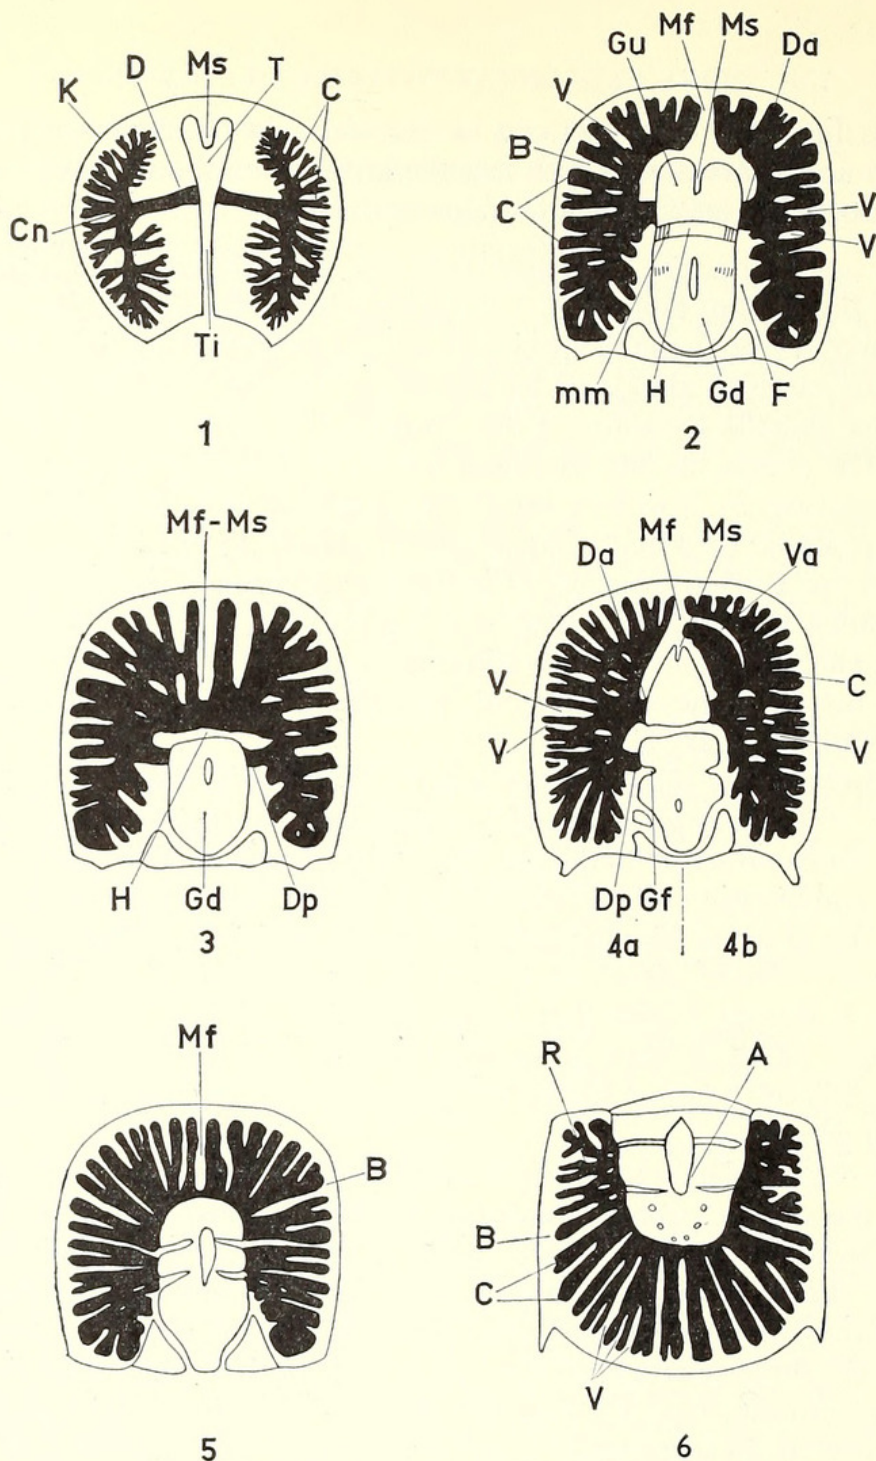 Ms
D T
K C
Cn
Ti
1
Mf Ms
Gu Da
V
B
C V
V
mm H Gd F
2
Mf-Ms
H Gd Dp
3
Mf Ms
Da Va
V C
V V
Dp Gf
4a 4b
Mf
B
5
R A
B
C
V
6